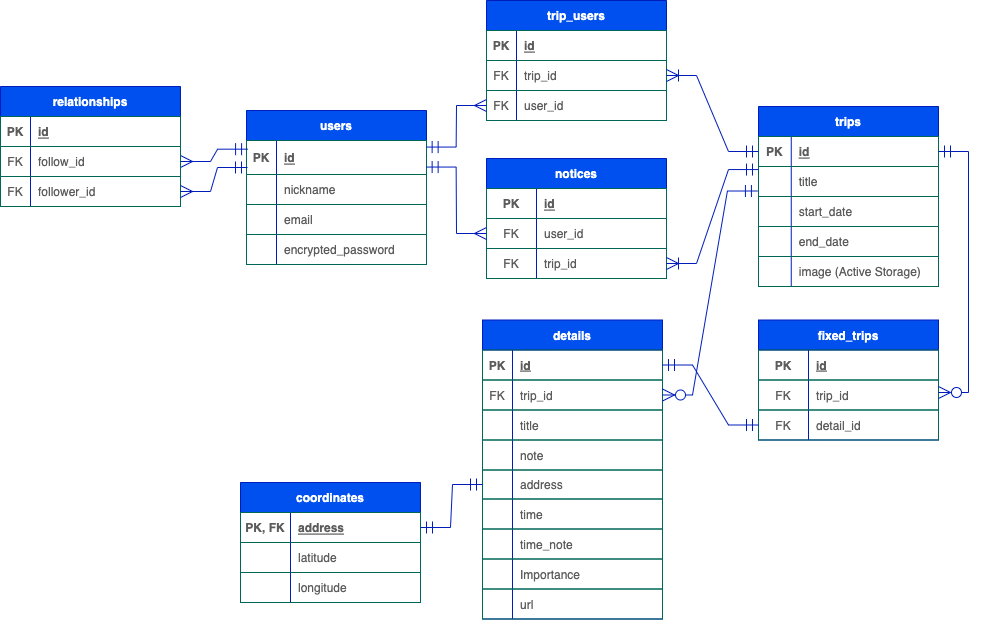 trip_users
PK id
FK trip_id
FK user_id
relationships
PK id
FK follow_id
FK follower_id
users
PK id
nickname
email
encrypted_password
notices
PK id
FK user_id
FK trip_id
trips
PK id
title
start_date
end_date
image (Active Storage)
details
PK id
FK trip_id
title
note
address
time
time_note
Importance
url
fixed_trips
PK id
FK trip_id
FK detail_id
coordinates
PK, FK address
latitude
longitude